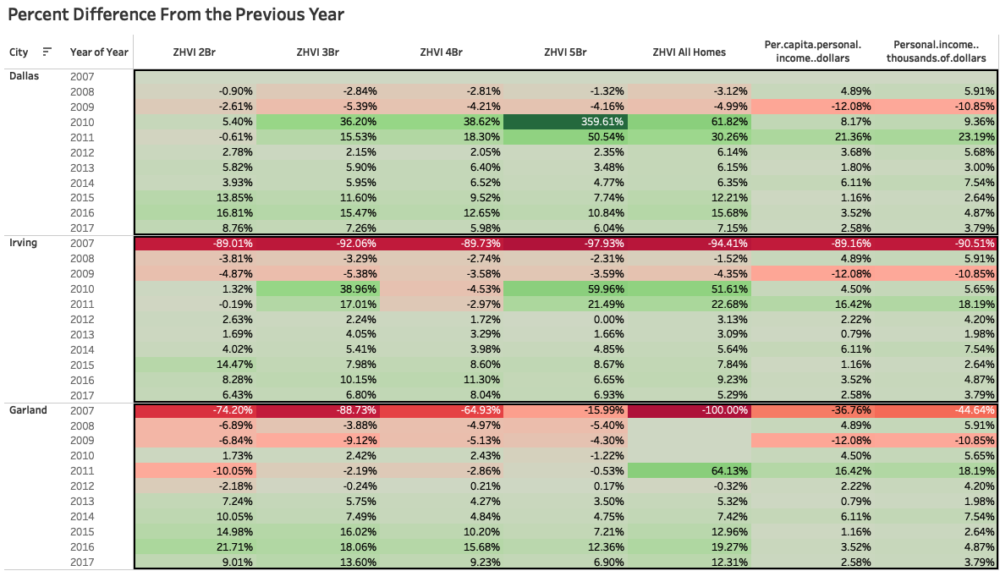 Percent Difference From the Previous Year
City Year of Year ZHVI 2Br ZHVI 3Br ZHVI 4Br ZHVI 5Br ZHVI All Homes Per.capita.personal. income..dollars Personal.income.. thousands.of.dollars
Dallas 2007
2008 -0.90% -2.84% -2.81% -1.32% -3.12% 4.89% 5.91%
2009 -2.61% -5.39% -4.21% -4.16% -4.99% -12.08% -10.85%
2010 5.40% 36.20% 38.62% 359.61% 61.82% 8.17% 9.36%
2011 -0.61% 15.53% 18.30% 50.54% 30.26% 21.36% 23.19%
2012 2.78% 2.15% 2.05% 2.35% 6.14% 3.68% 5.68%
2013 5.82% 5.90% 6.40% 3.48% 6.15% 1.80% 3.00%
2014 3.93% 5.95% 6.52% 4.77% 6.35% 6.11% 7.54%
2015 13.85% 11.60% 9.52% 7.74% 12.21% 1.16% 2.64%
2016 16.81% 15.47% 12.65% 10.84% 15.68% 3.52% 4.87%
2017 8.76% 7.26% 5.98% 6.04% 7.15% 2.58% 3.79%
Irving 2007 -89.01% -92.06% -89.73% -97.93% -94.41% -89.16% -90.51%
2008 -3.81% -3.29% -2.74% -2.31% -1.52% 4.89% 5.91%
2009 -4.87% -5.38% -3.58% -3.59% -4.35% -12.08% -10.85%
2010 1.32% 38.96% -4.53% 59.96% 51.61% 4.50% 5.65%
2011 -0.19% 17.01% -2.97% 21.49% 22.68% 16.42% 18.19%
2012 2.63% 2.24% 1.72% 0.00% 3.13% 2.22% 4.20%
2013 1.69% 4.05% 3.29% 1.66% 3.09% 0.79% 1.98%
2014 4.02% 5.41% 3.98% 4.85% 5.64% 6.11% 7.54%
2015 14.47% 7.98% 8.60% 8.67% 7.84% 1.16% 2.64%
2016 8.28% 10.15% 11.30% 6.65% 9.23% 3.52% 4.87%
2017 6.43% 6.80% 8.04% 6.93% 5.29% 2.58% 3.79%
Garland 2007 -74.20% -88.73% -64.93% -15.99% -100.00% -36.76% -44.64%
2008 -6.89% -3.88% -4.97% -5.40% 4.89% 5.91%
2009 -6.84% -9.12% -5.13% -4.30% -12.08% -10.85%
2010 1.73% 2.42% 2.43% -1.22% 4.50% 5.65%
2011 -10.05% -2.19% -2.86% -0.53% 64.13% 16.42% 18.19%
2012 -2.18% -0.24% 0.21% 0.17% -0.32% 2.22% 4.20%
2013 7.24% 5.75% 4.27% 3.50% 5.32% 0.79% 1.98%
2014 10.05% 7.49% 4.84% 4.75% 7.42% 6.11% 7.54%
2015 14.98% 16.02% 10.20% 7.21% 12.96% 1.16% 2.64%
2016 21.71% 18.06% 15.68% 12.36% 19.27% 3.52% 4.87%
2017 9.01% 13.60% 9.23% 6.90% 12.31% 2.58% 3.79%